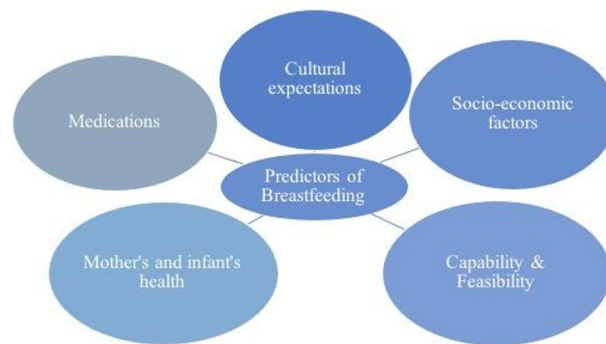 Cultural
expectations
Socio-economic
factors
Medications
Predictors of
Breastfeeding
Mother's and infant's
health
Capability &
Feasibility